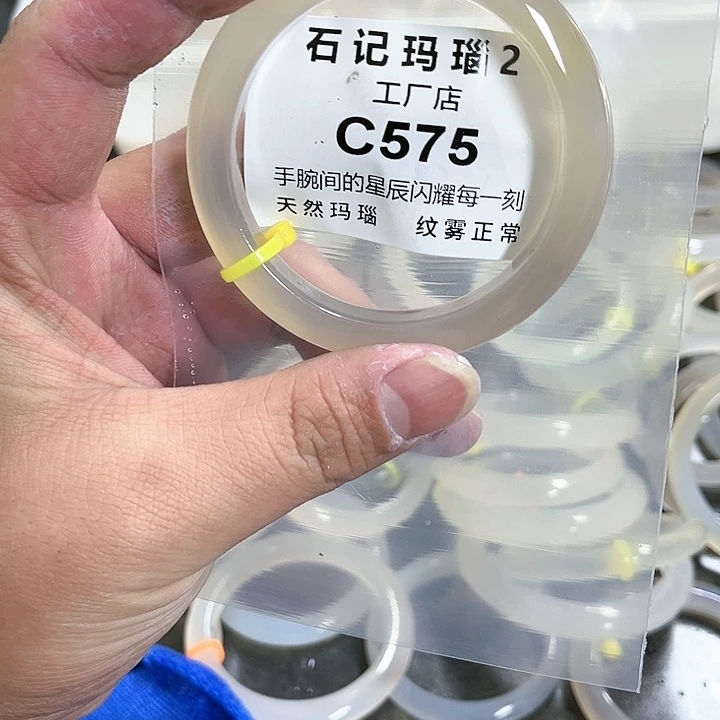 石记玛瑙2
工厂店
C575
手腕间的星辰闪耀每一刻
天然玛瑙 纹雾正常